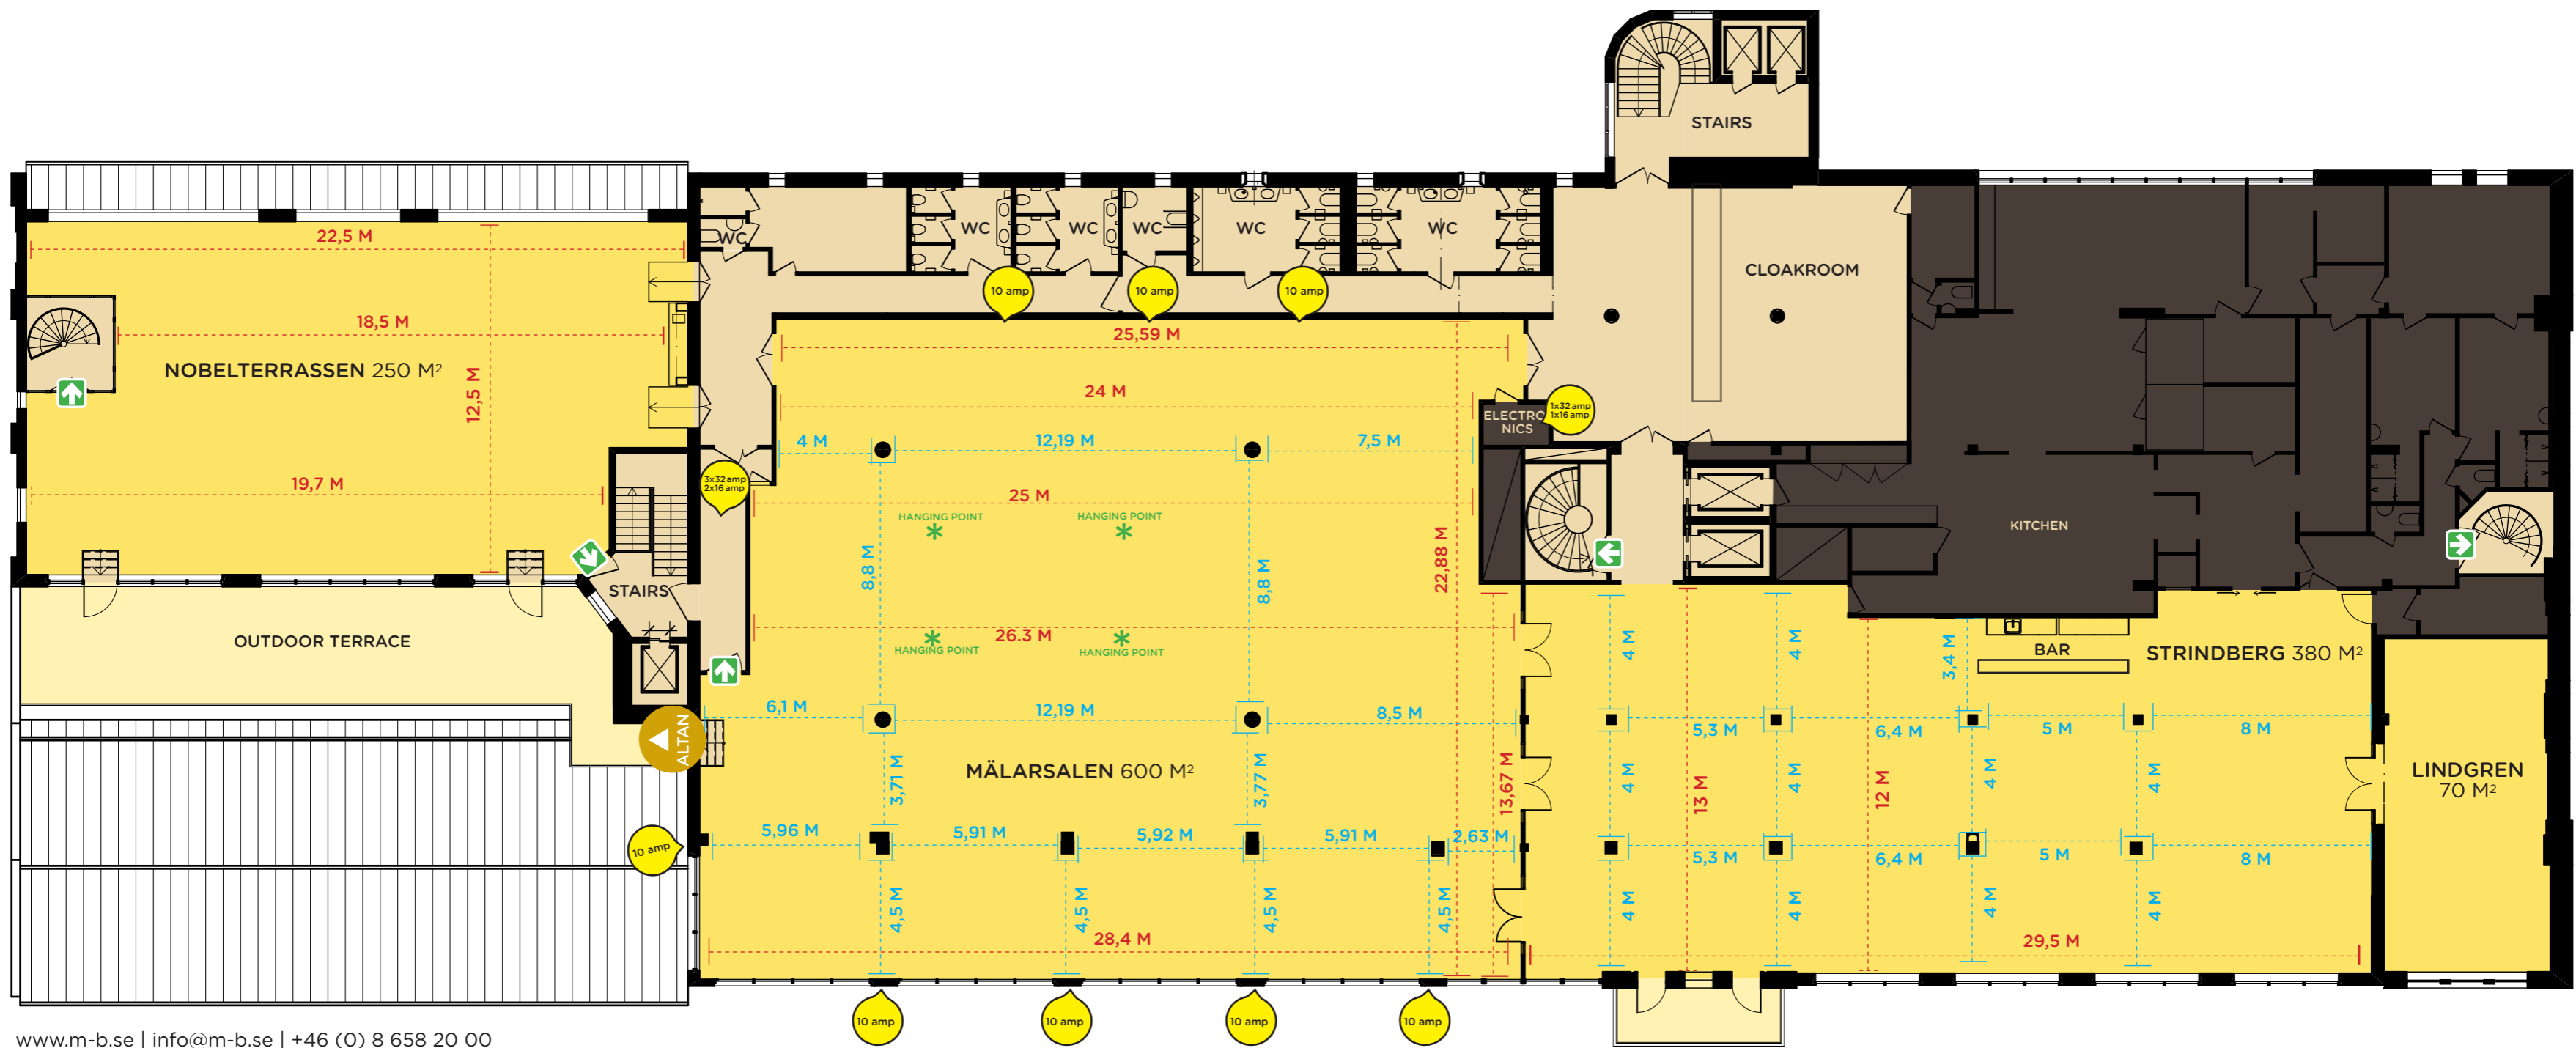 STAIRS
WC
WC
WC
WC
WC
WC
CLOAKROOM
22,5 M
18,5 M
NOBELTERRASSEN 250 M²
12,5 M
19,7 M
STAIRS
OUTDOOR TERRACE
ALTAN
10 amp
10 amp
10 amp
25,59 M
24 M
4 M
12,19 M
7,5 M
ELECTRO
NICS
1x32 amp
1x16 amp
3x32 amp
2x16 amp
25 M
HANGING POINT
HANGING POINT
8,8 M
8,8 M
22,88 M
26.3 M
HANGING POINT
HANGING POINT
6,1 M
12,19 M
8,5 M
3,71 M
3,77 M
13,67 M
MÄLARSALEN 600 M²
5,96 M
5,91 M
5,92 M
5,91 M
2,63 M
4,5 M
4,5 M
4,5 M
4,5 M
28,4 M
10 amp
10 amp
10 amp
10 amp
10 amp
KITCHEN
BAR
STRINDBERG 380 M²
4 M
4 M
3,4 M
5,3 M
6,4 M
5 M
8 M
4 M
13 M
4 M
12 M
4 M
4 M
5,3 M
6,4 M
5 M
8 M
4 M
4 M
4 M
4 M
29,5 M
LINDGREN
70 M²
www.m-b.se | info@m-b.se | +46 (0) 8 658 20 00